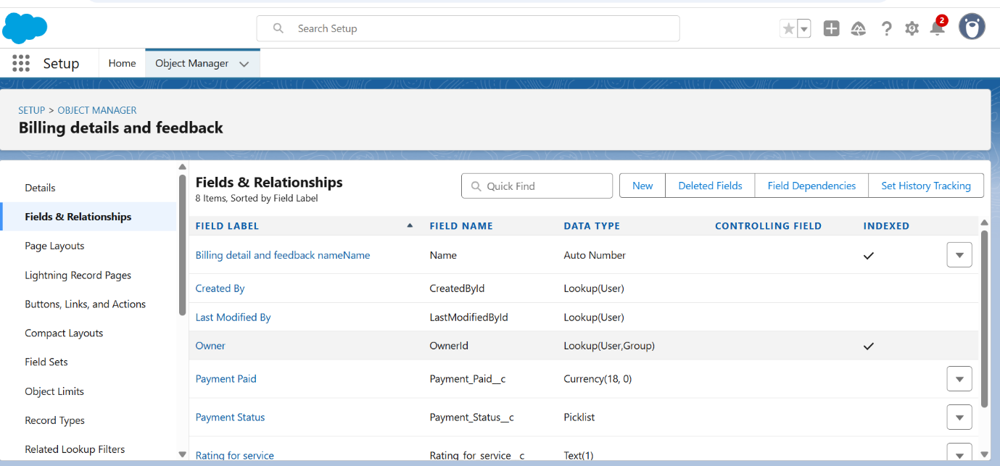 Search Setup
2
Setup
Home
Object Manager
SETUP > OBJECT MANAGER
Billing details and feedback
Details
Fields & Relationships
Page Layouts
Lightning Record Pages
Buttons, Links, and Actions
Compact Layouts
Field Sets
Object Limits
Record Types
Related Lookup Filters
Fields & Relationships
8 Items, Sorted by Field Label
Quick Find
New
Deleted Fields
Field Dependencies
Set History Tracking
FIELD LABEL FIELD NAME DATA TYPE CONTROLLING FIELD INDEXED
Billing detail and feedback nameName Name Auto Number
Created By CreatedById Lookup(User)
Last Modified By LastModifiedById Lookup(User)
Owner OwnerId Lookup(User,Group)
Payment Paid Payment_Paid__c Currency(18, 0)
Payment Status Payment_Status__c Picklist
Rating for service Rating_for_service__c Text(1)